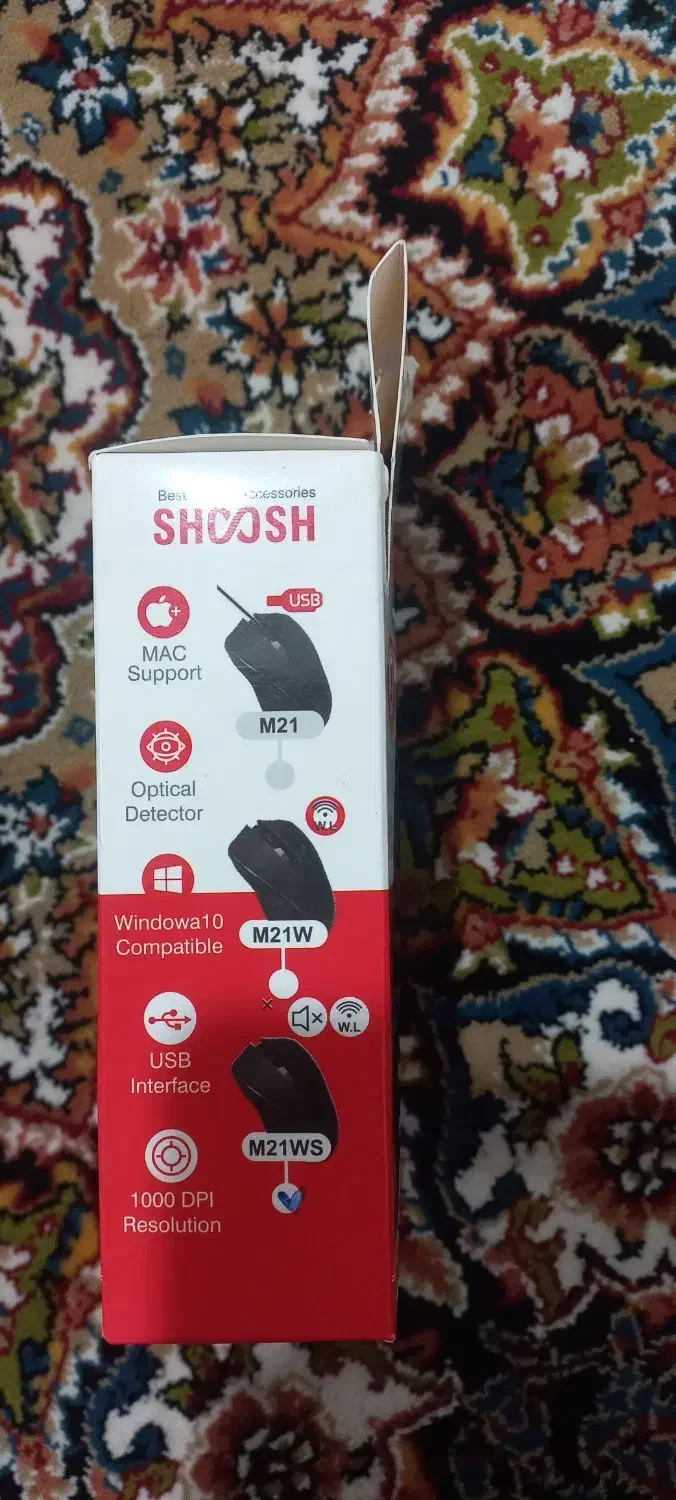 Best ccessories
SHOOSH
USB
MAC
Support
M21
Optical
Detector
W.L
Windowa10
Compatible
M21W
W.L
USB
Interface
M21WS
1000 DPI
Resolution